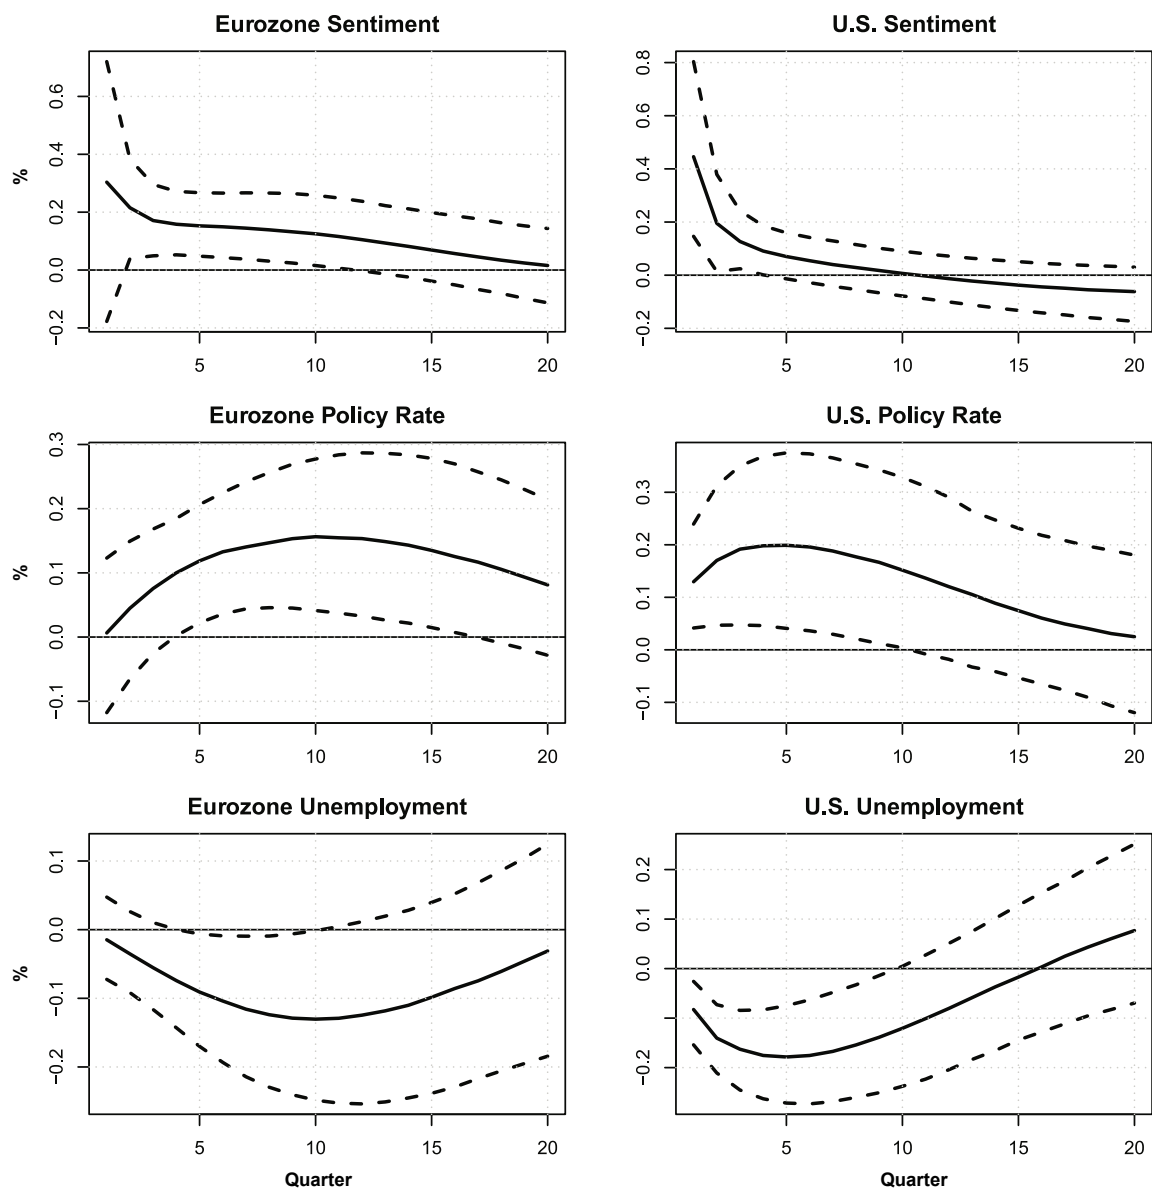 Eurozone Sentiment
U.S. Sentiment
%
0.6
0.4
0.2
0.0
−0.2
5 10 15 20
0.8
0.6
0.4
0.2
0.0
−0.2
5 10 15 20
Eurozone Policy Rate
U.S. Policy Rate
%
0.3
0.2
0.1
0.0
−0.1
5 10 15 20
0.3
0.2
0.1
0.0
−0.1
5 10 15 20
Eurozone Unemployment
U.S. Unemployment
%
0.1
0.0
−0.1
−0.2
5 10 15 20
Quarter
0.2
0.1
0.0
−0.2
5 10 15 20
Quarter